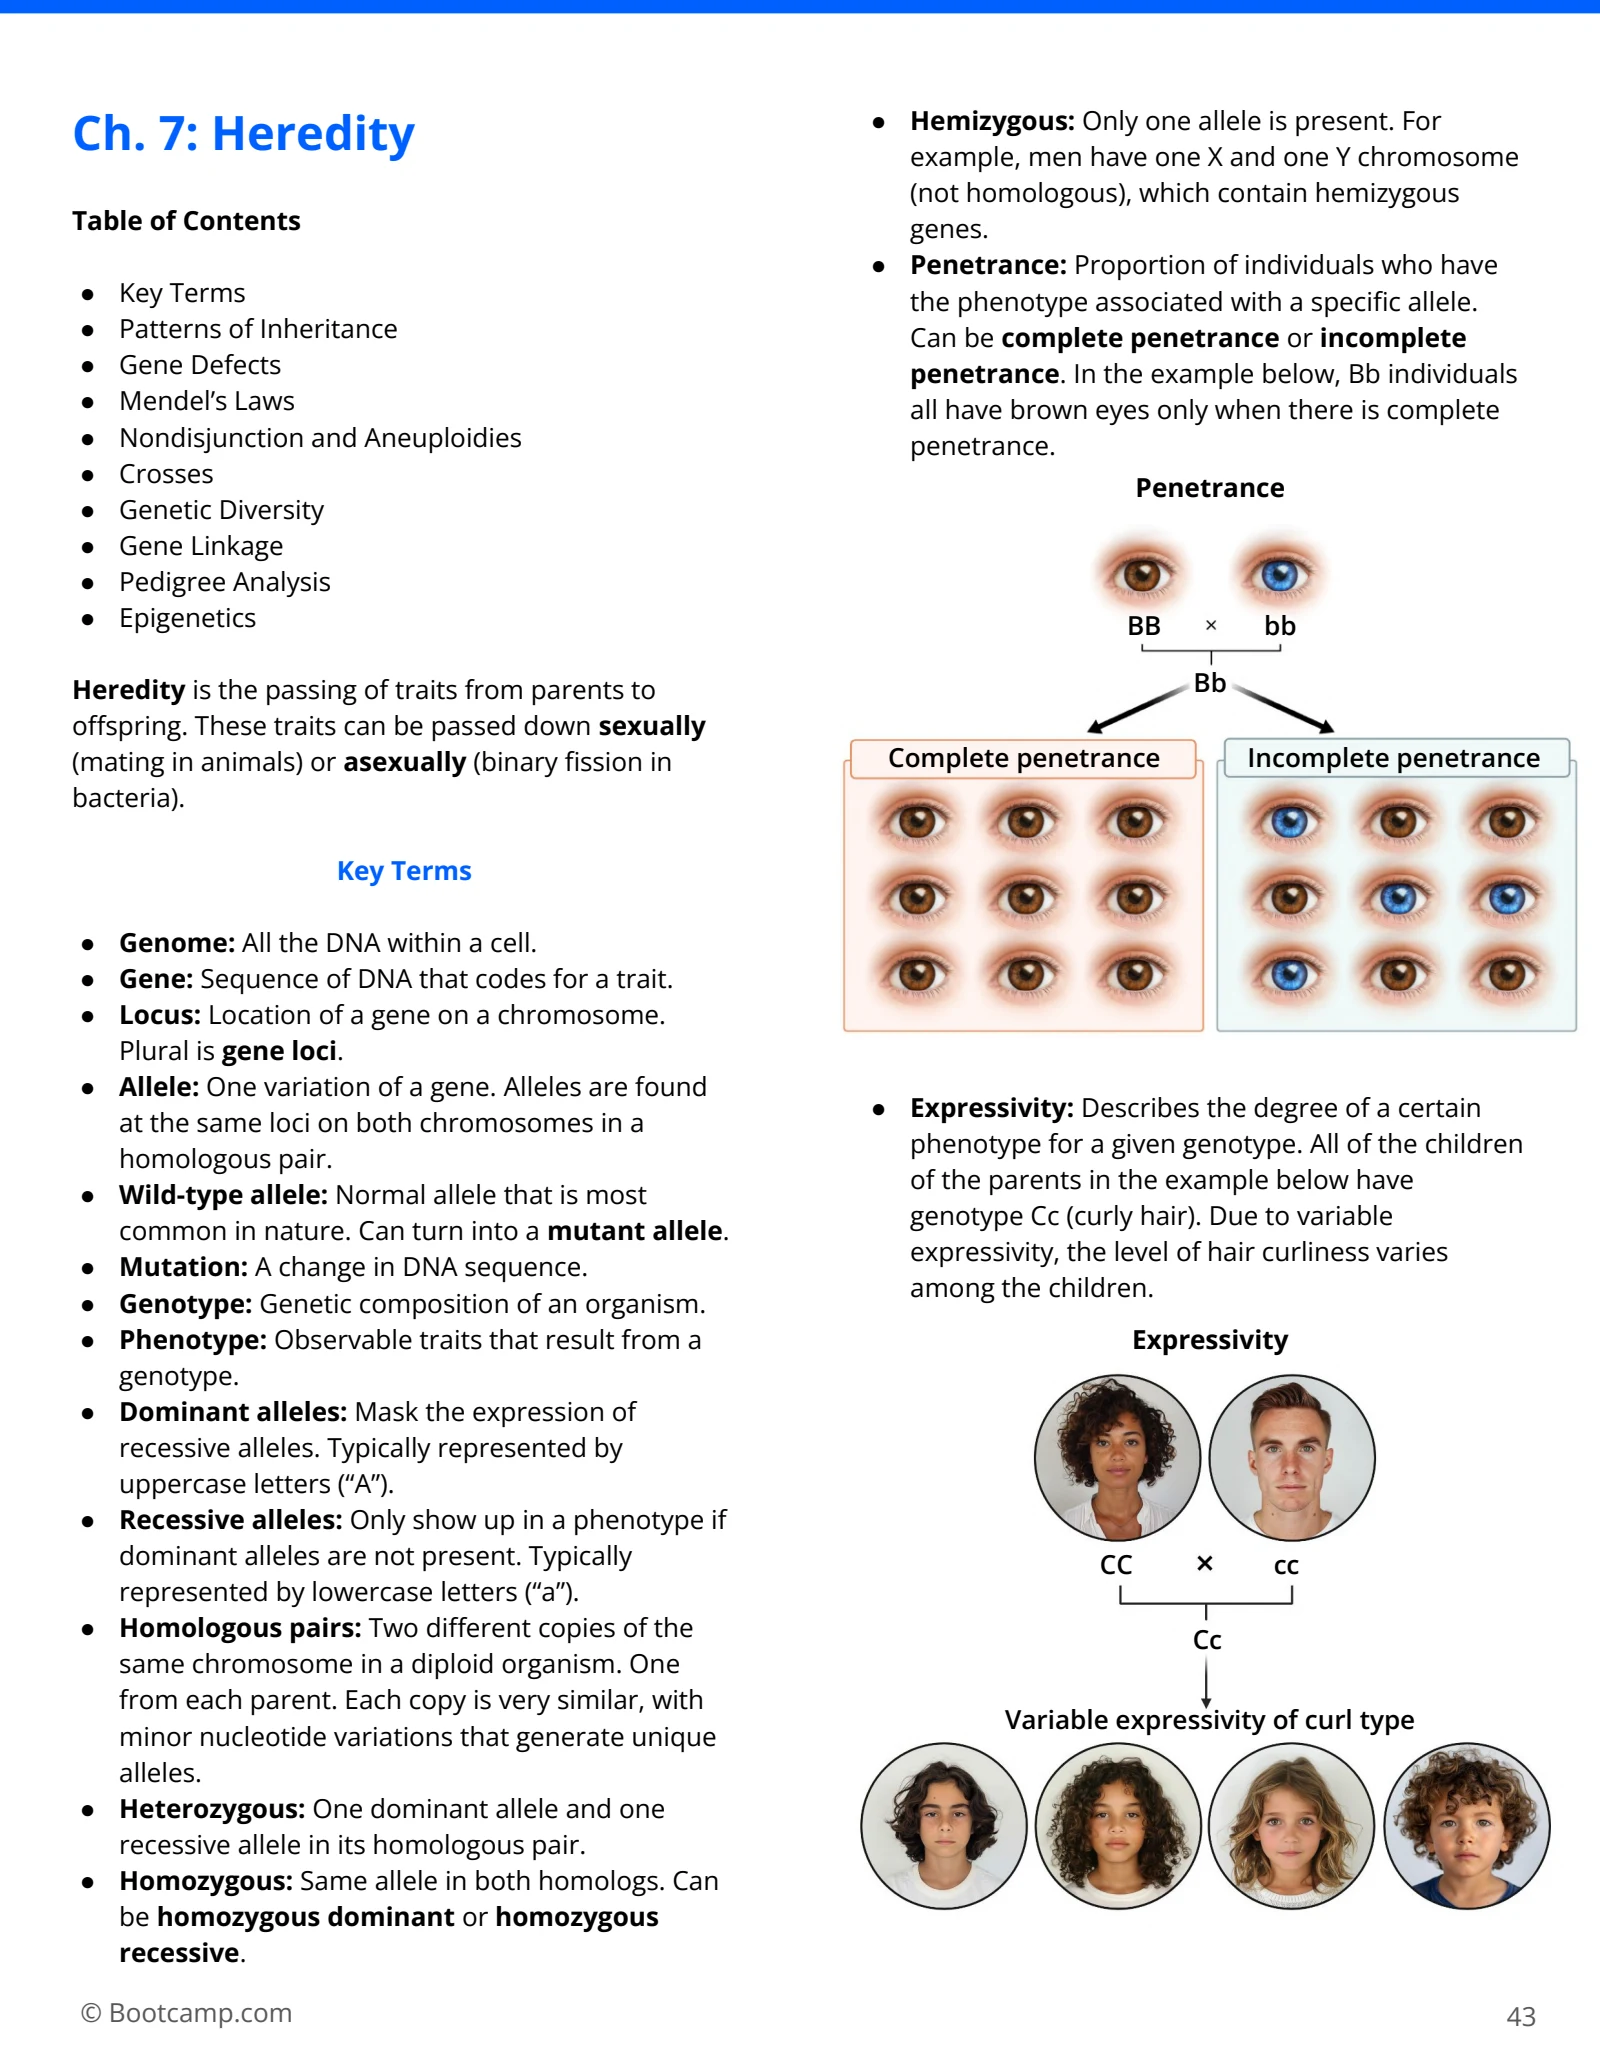 Ch. 7: Heredity
Table of Contents
● Key Terms
● Patterns of Inheritance
● Gene Defects
● Mendel’s Laws
● Nondisjunction and Aneuploidies
● Crosses
● Genetic Diversity
● Gene Linkage
● Pedigree Analysis
● Epigenetics
Heredity is the passing of traits from parents to
offspring. These traits can be passed down sexually
(mating in animals) or asexually (binary fission in
bacteria).
Key Terms
● Genome: All the DNA within a cell.
● Gene: Sequence of DNA that codes for a trait.
● Locus: Location of a gene on a chromosome.
Plural is gene loci.
● Allele: One variation of a gene. Alleles are found
at the same loci on both chromosomes in a
homologous pair.
● Wild-type allele: Normal allele that is most
common in nature. Can turn into a mutant allele.
● Mutation: A change in DNA sequence.
● Genotype: Genetic composition of an organism.
● Phenotype: Observable traits that result from a
genotype.
● Dominant alleles: Mask the expression of
recessive alleles. Typically represented by
uppercase letters (“A”).
● Recessive alleles: Only show up in a phenotype if
dominant alleles are not present. Typically
represented by lowercase letters (“a”).
● Homologous pairs: Two different copies of the
same chromosome in a diploid organism. One
from each parent. Each copy is very similar, with
minor nucleotide variations that generate unique
alleles.
● Heterozygous: One dominant allele and one
recessive allele in its homologous pair.
● Homozygous: Same allele in both homologs. Can
be homozygous dominant or homozygous
recessive.
● Hemizygous: Only one allele is present. For
example, men have one X and one Y chromosome
(not homologous), which contain hemizygous
genes.
● Penetrance: Proportion of individuals who have
the phenotype associated with a specific allele.
Can be complete penetrance or incomplete
penetrance. In the example below, Bb individuals
all have brown eyes only when there is complete
penetrance.
Penetrance
BB × bb
Bb
Complete penetrance
Incomplete penetrance
● Expressivity: Describes the degree of a certain
phenotype for a given genotype. All of the children
of the parents in the example below have
genotype Cc (curly hair). Due to variable
expressivity, the level of hair curliness varies
among the children.
Expressivity
CC × cc
Cc
Variable expressivity of curl type
© Bootcamp.com
43